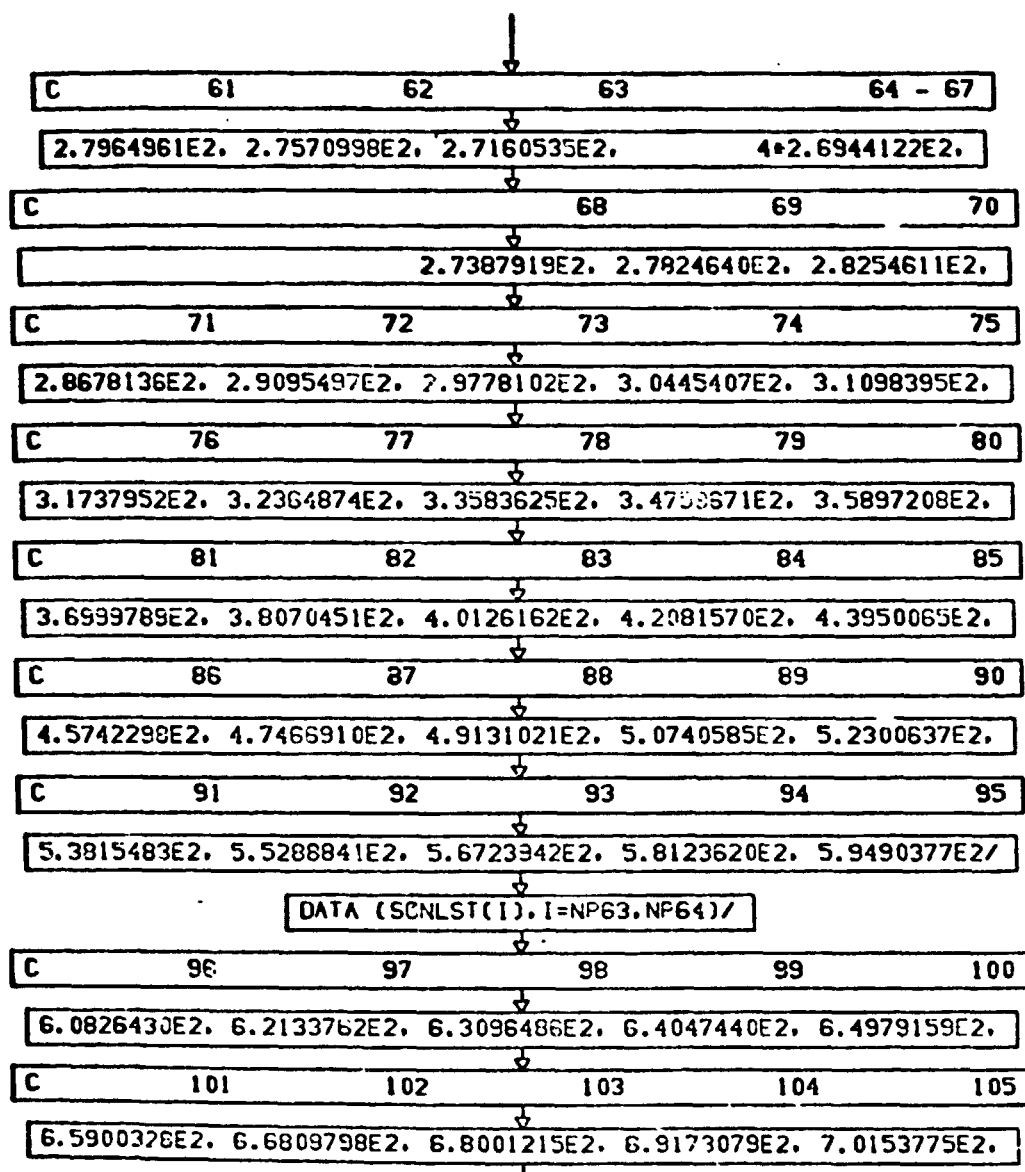 C 61 62 63 64 - 67
2.7964961E2, 2.7570998E2, 2.7160535E2, 4*2.6944122E2,
C 68 69 70
2.7387919E2, 2.7824640E2, 2.8254611E2,
C 71 72 73 74 75
2.8678136E2, 2.9095497E2, 2.9778102E2, 3.0445407E2, 3.1098395E2,
C 76 77 78 79 80
3.1737952E2, 3.2364874E2, 3.3583625E2, 3.5897208E2,
C 81 82 83 84 85
3.6999789E2, 3.8070451E2, 4.0126162E2, 4.2081570E2, 4.3950065E2,
C 86 87 88 89 90
4.5742298E2, 4.7466910E2, 4.9131021E2, 5.0740585E2, 5.2300637E2,
C 91 92 93 94 95
5.3815483E2, 5.5288841E2, 5.6723942E2, 5.8123620E2, 5.9490377E2/
DATA (SCNLST(I),I=NP63,NP64)/
C 96 97 98 99 100
6.0826430E2, 6.2133762E2, 6.3096486E2, 6.4047440E2, 6.4979159E2,
C 101 102 103 104 105
6.5900328E2, 6.6809798E2, 6.8001215E2, 6.9173079E2, 7.0153775E2,